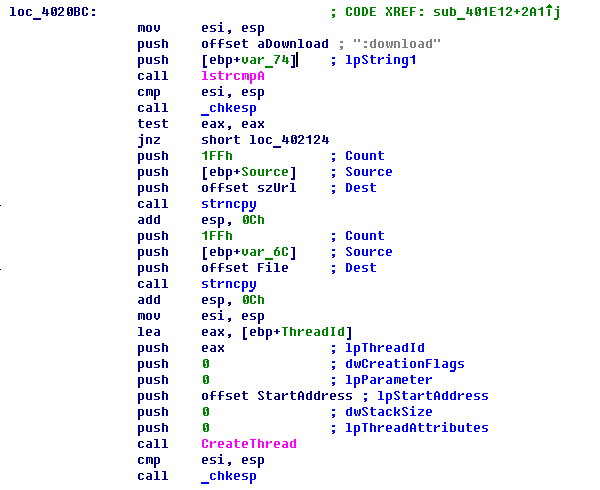 loc_4020BC: ; CODE XREF: sub_401E12+2A1↑j
mov esi, esp
push offset aDownload ; ":download"
push [ebp+var_74] ; lpString1
call lstrcmpA
cmp esi, esp
call _chkesp
test eax, eax
jnz short loc_402124
push 1FFh ; Count
push [ebp+Source] ; Source
push offset szUrl ; Dest
call strncpy
add esp, 0Ch
push 1FFh ; Count
push [ebp+var_6C] ; Source
push offset File ; Dest
call strncpy
add esp, 0Ch
mov esi, esp
lea eax, [ebp+ThreadId]
push eax ; lpThreadId
push 0 ; dwCreationFlags
push 0 ; lpParameter
push offset StartAddress ; lpStartAddress
push 0 ; dwStackSize
push 0 ; lpThreadAttributes
call CreateThread
cmp esi, esp
call _chkesp